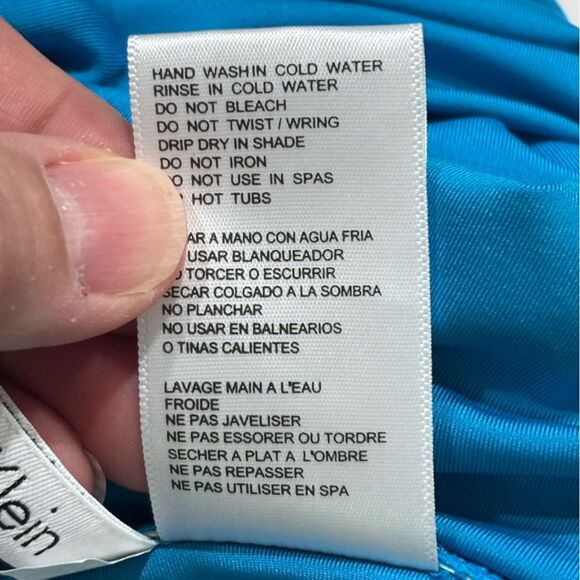 HAND WASHIN COLD WATER
RINSE IN COLD WATER
DO NOT BLEACH
DO NOT TWIST / WRING
DRIP DRY IN SHADE
DO NOT IRON
NOT USE IN SPAS
HOT TUBS
A MANO CON AGUA FRIA
USAR BLANQUEADOR
TORCER O ESCURRIR
SECAR COLGADO A LA SOMBRA
NO PLANCHAR
NO USAR EN BALNEARIOS
O TINAS CALIENTES
LAVAGE MAIN A L'EAU
FROIDE
NE PAS JAVELISER
NE PAS ESSORER OU TORDRE
SECHER A PLAT A L'OMBRE
NE PAS REPASSER
NE PAS UTILISER EN SPA
lein